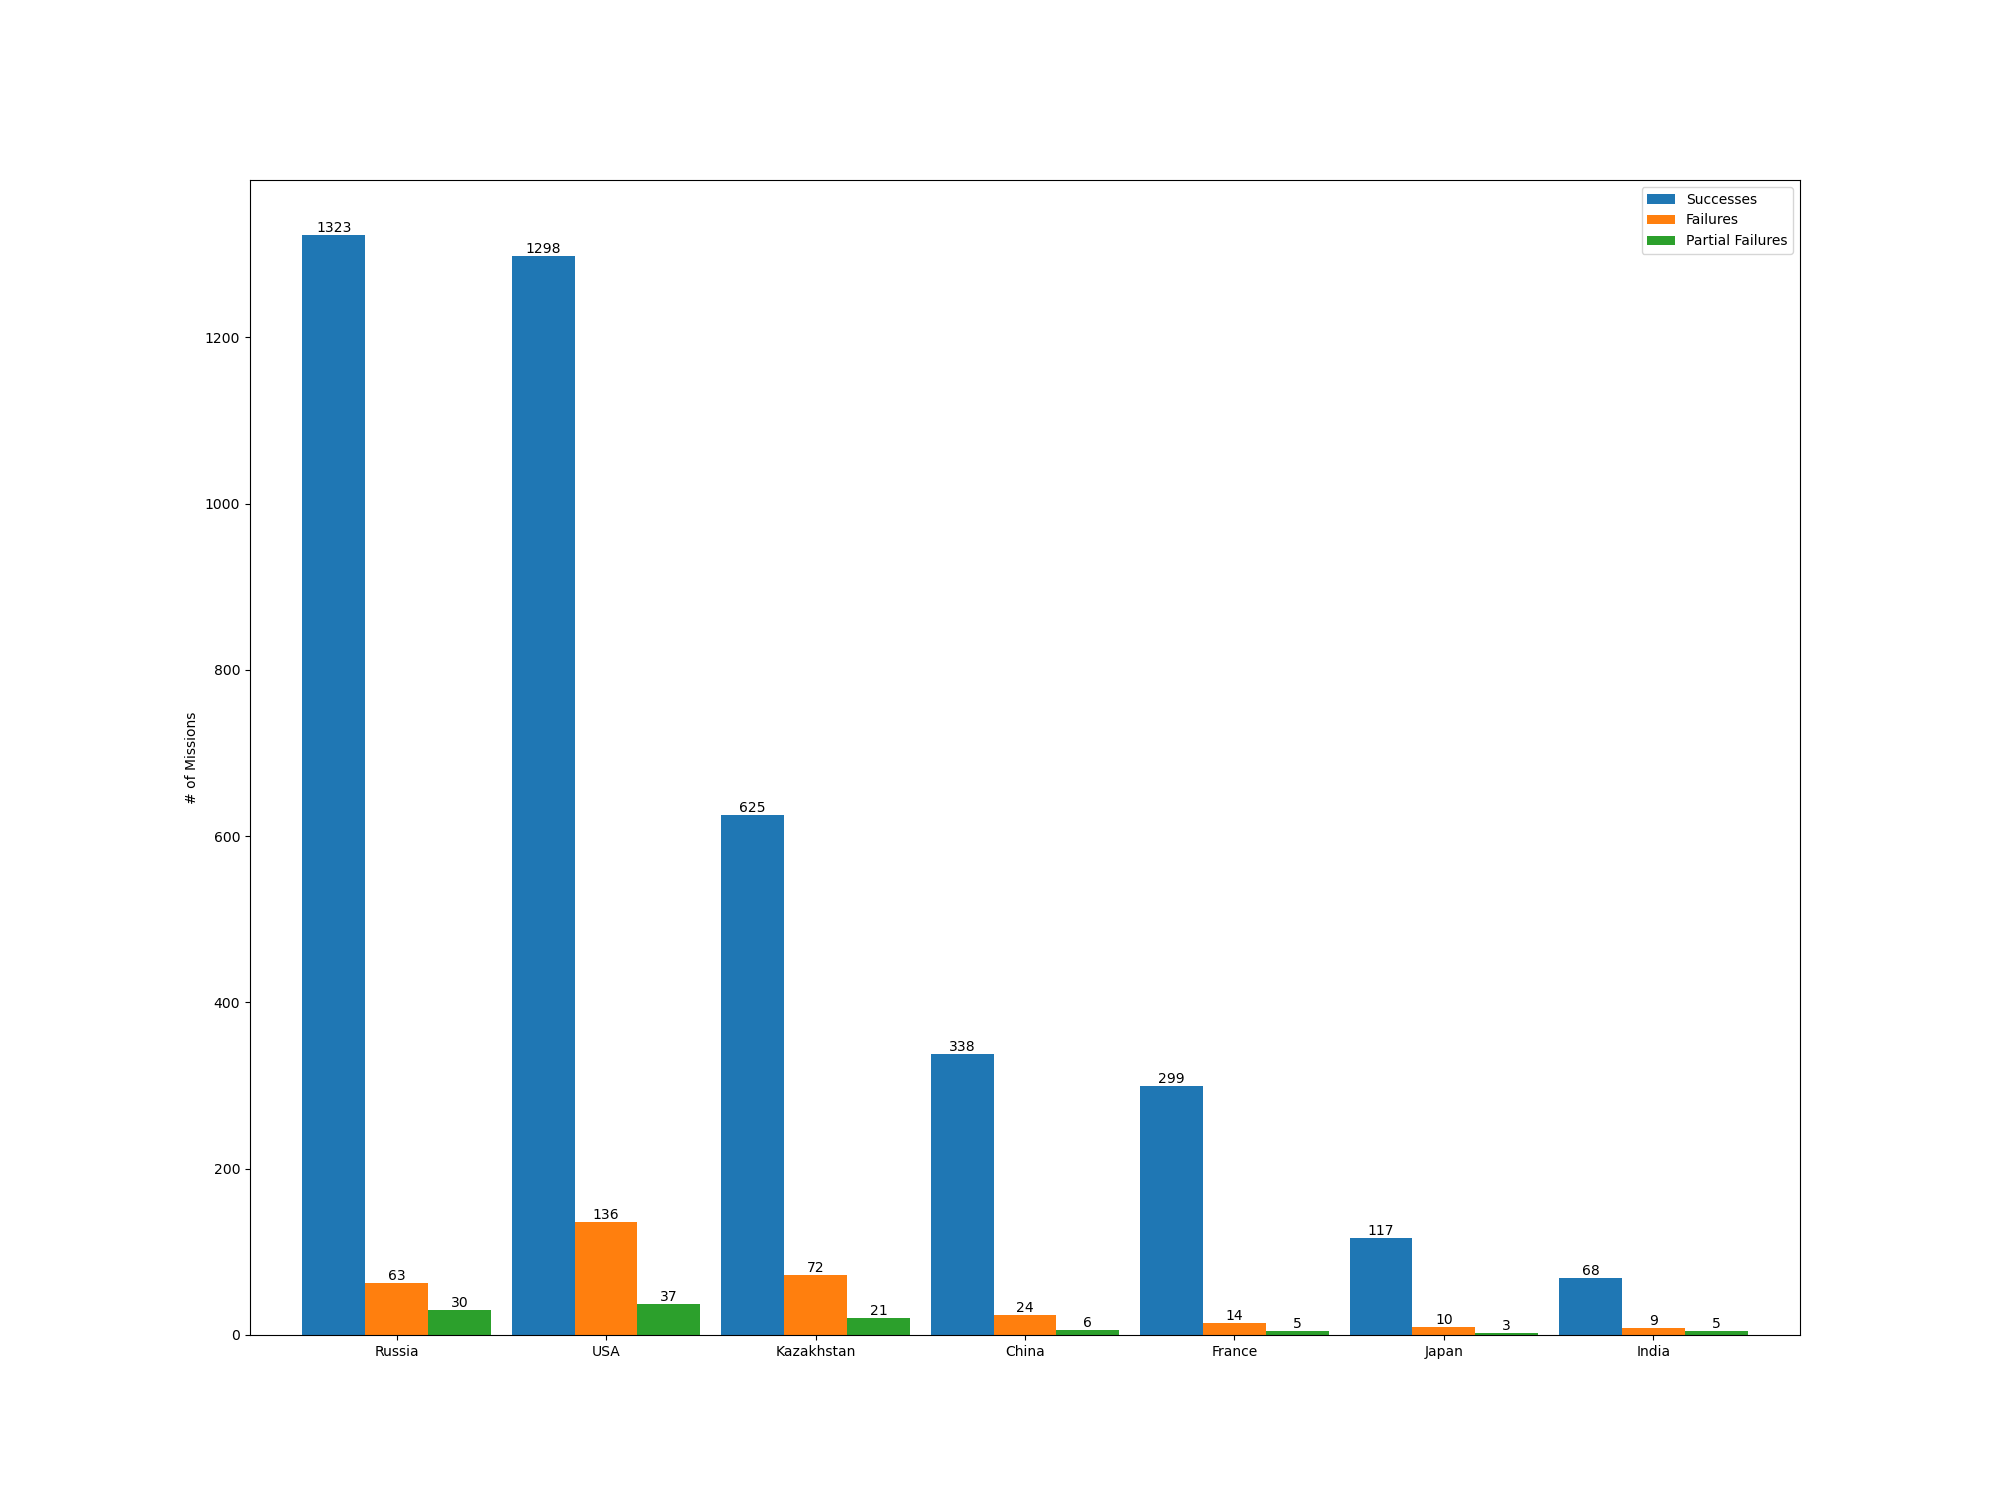 Successes
Failures
Partial Failures
# of Missions
1200
1000
800
600
400
200
0
1323
63
30
1298
136
37
625
72
21
338
24
6
299
14
5
117
10
3
68
9
5
Russia
USA
Kazakhstan
China
France
Japan
India